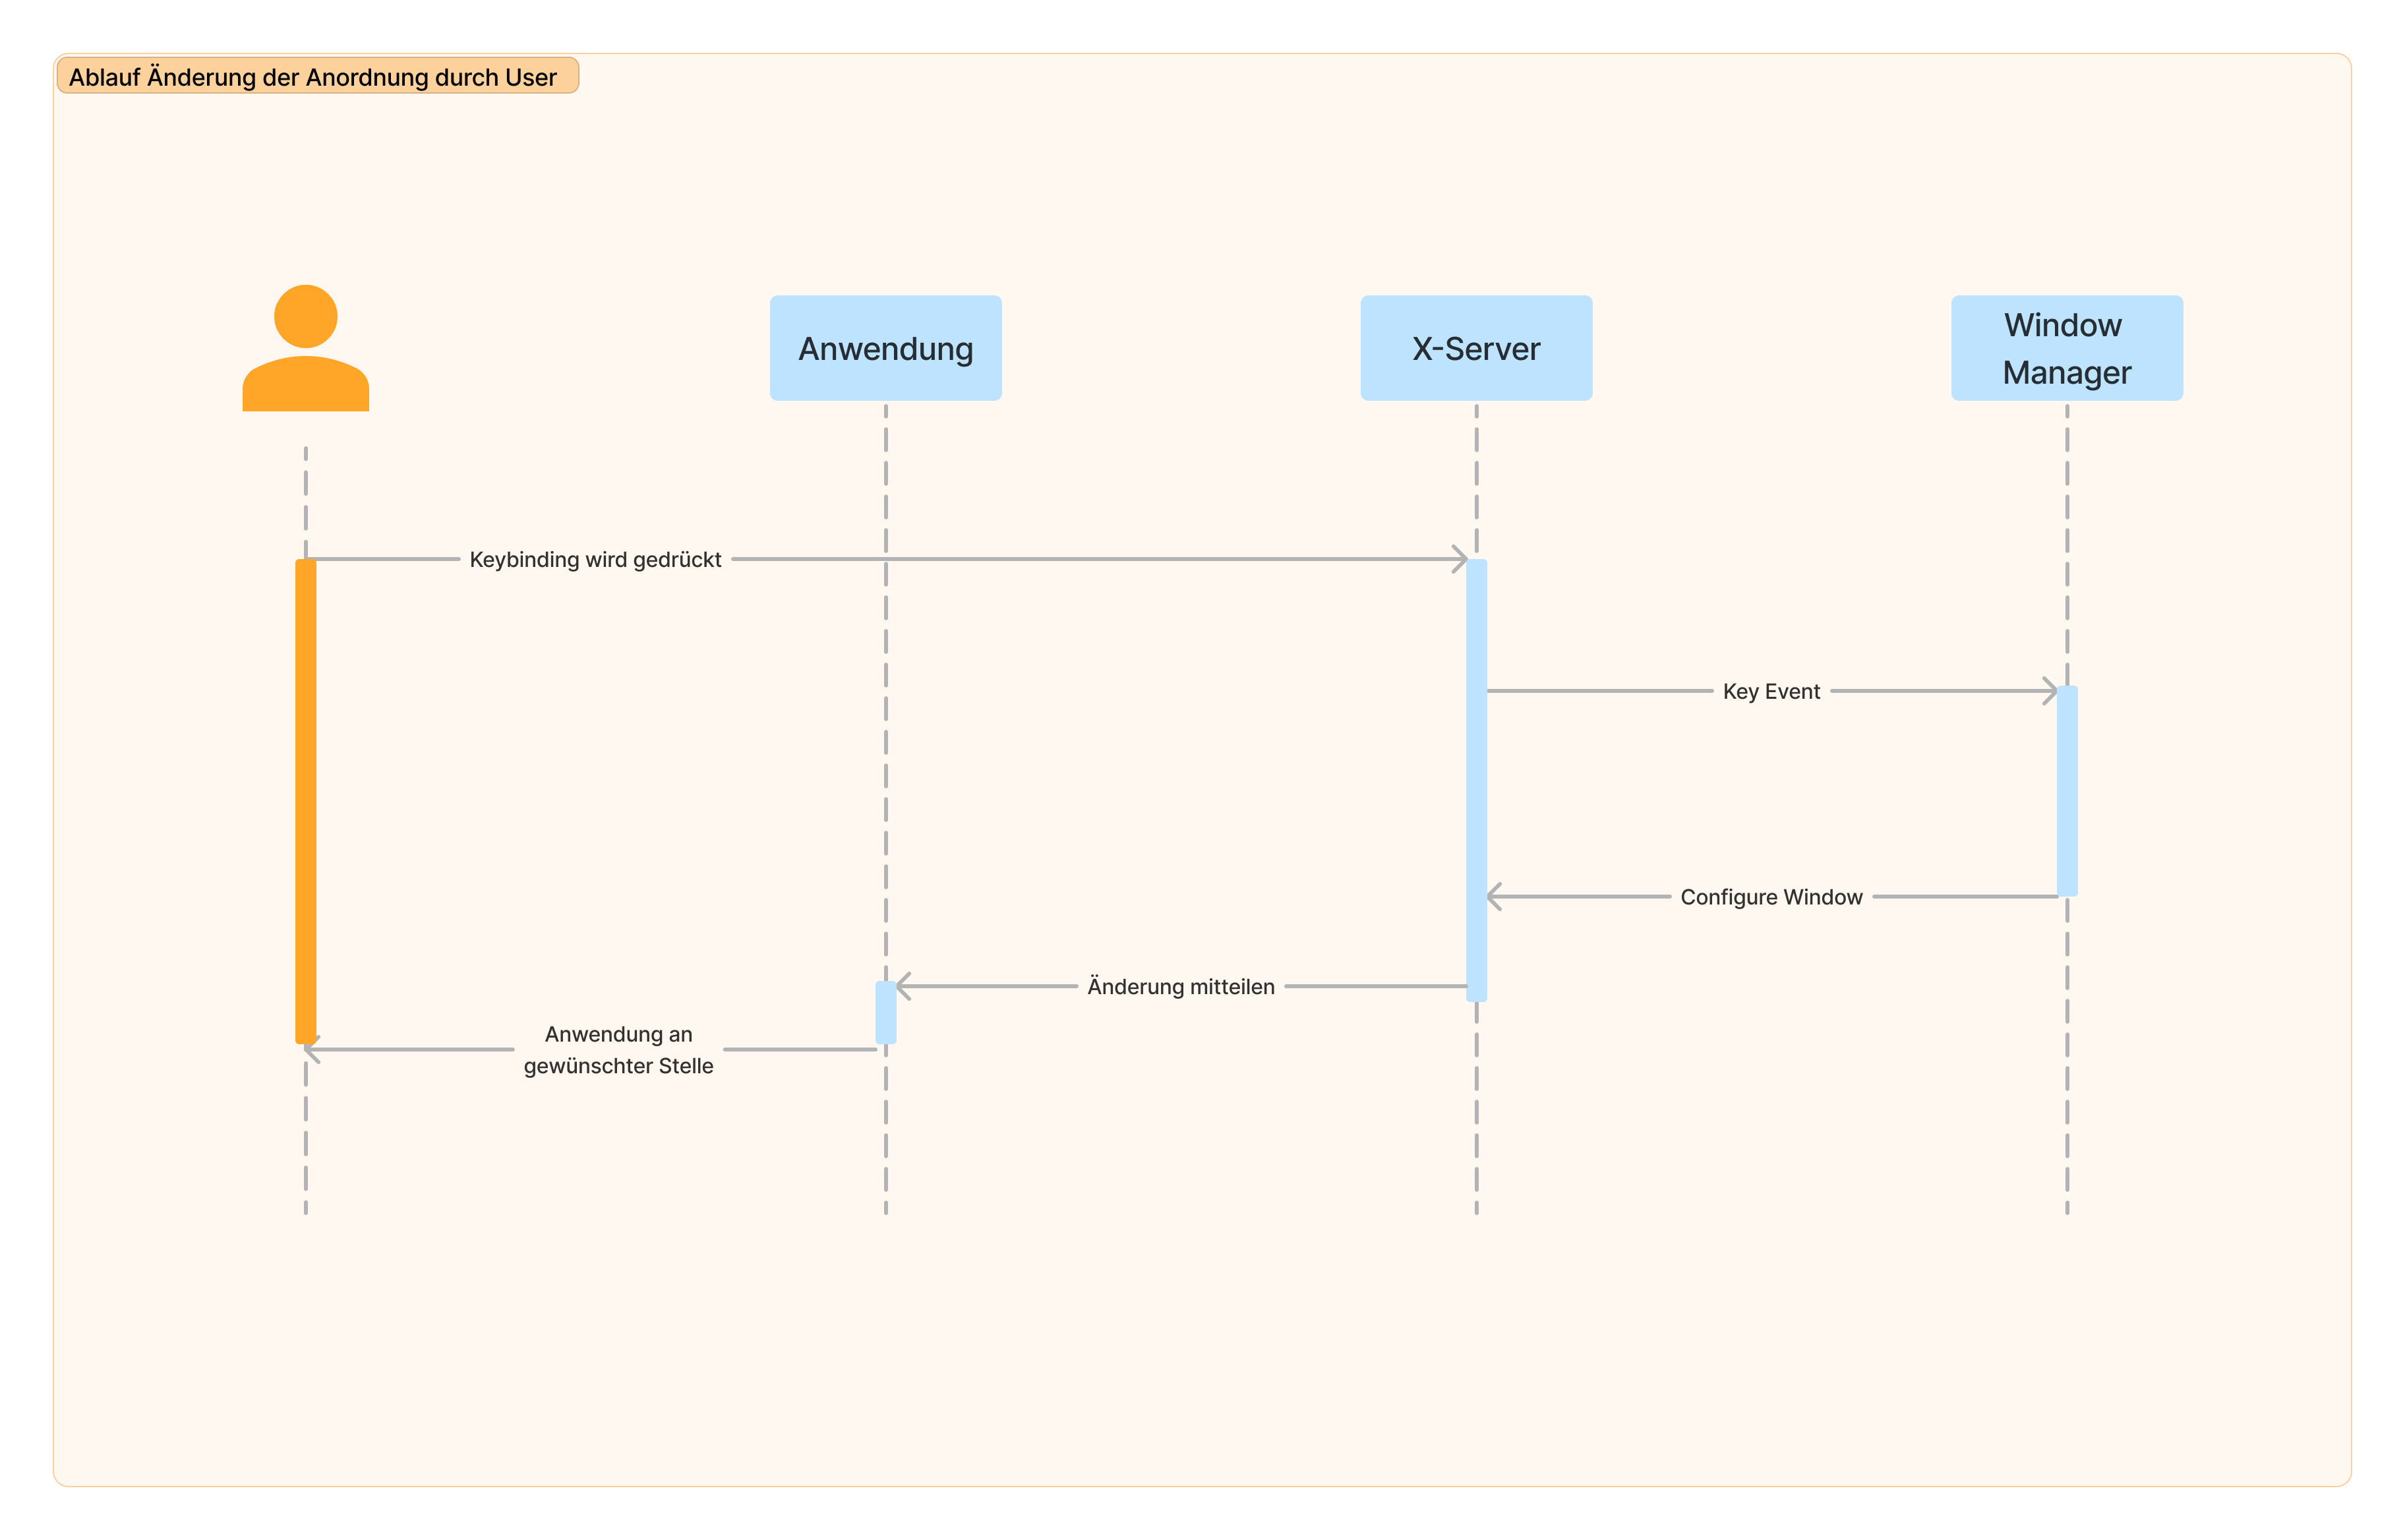 Ablauf Änderung der Anordnung durch User
Anwendung
X-Server
Window
Manager
Keybinding wird gedrückt
Key Event
Configure Window
Änderung mitteilen
Anwendung an
gewünschter Stelle